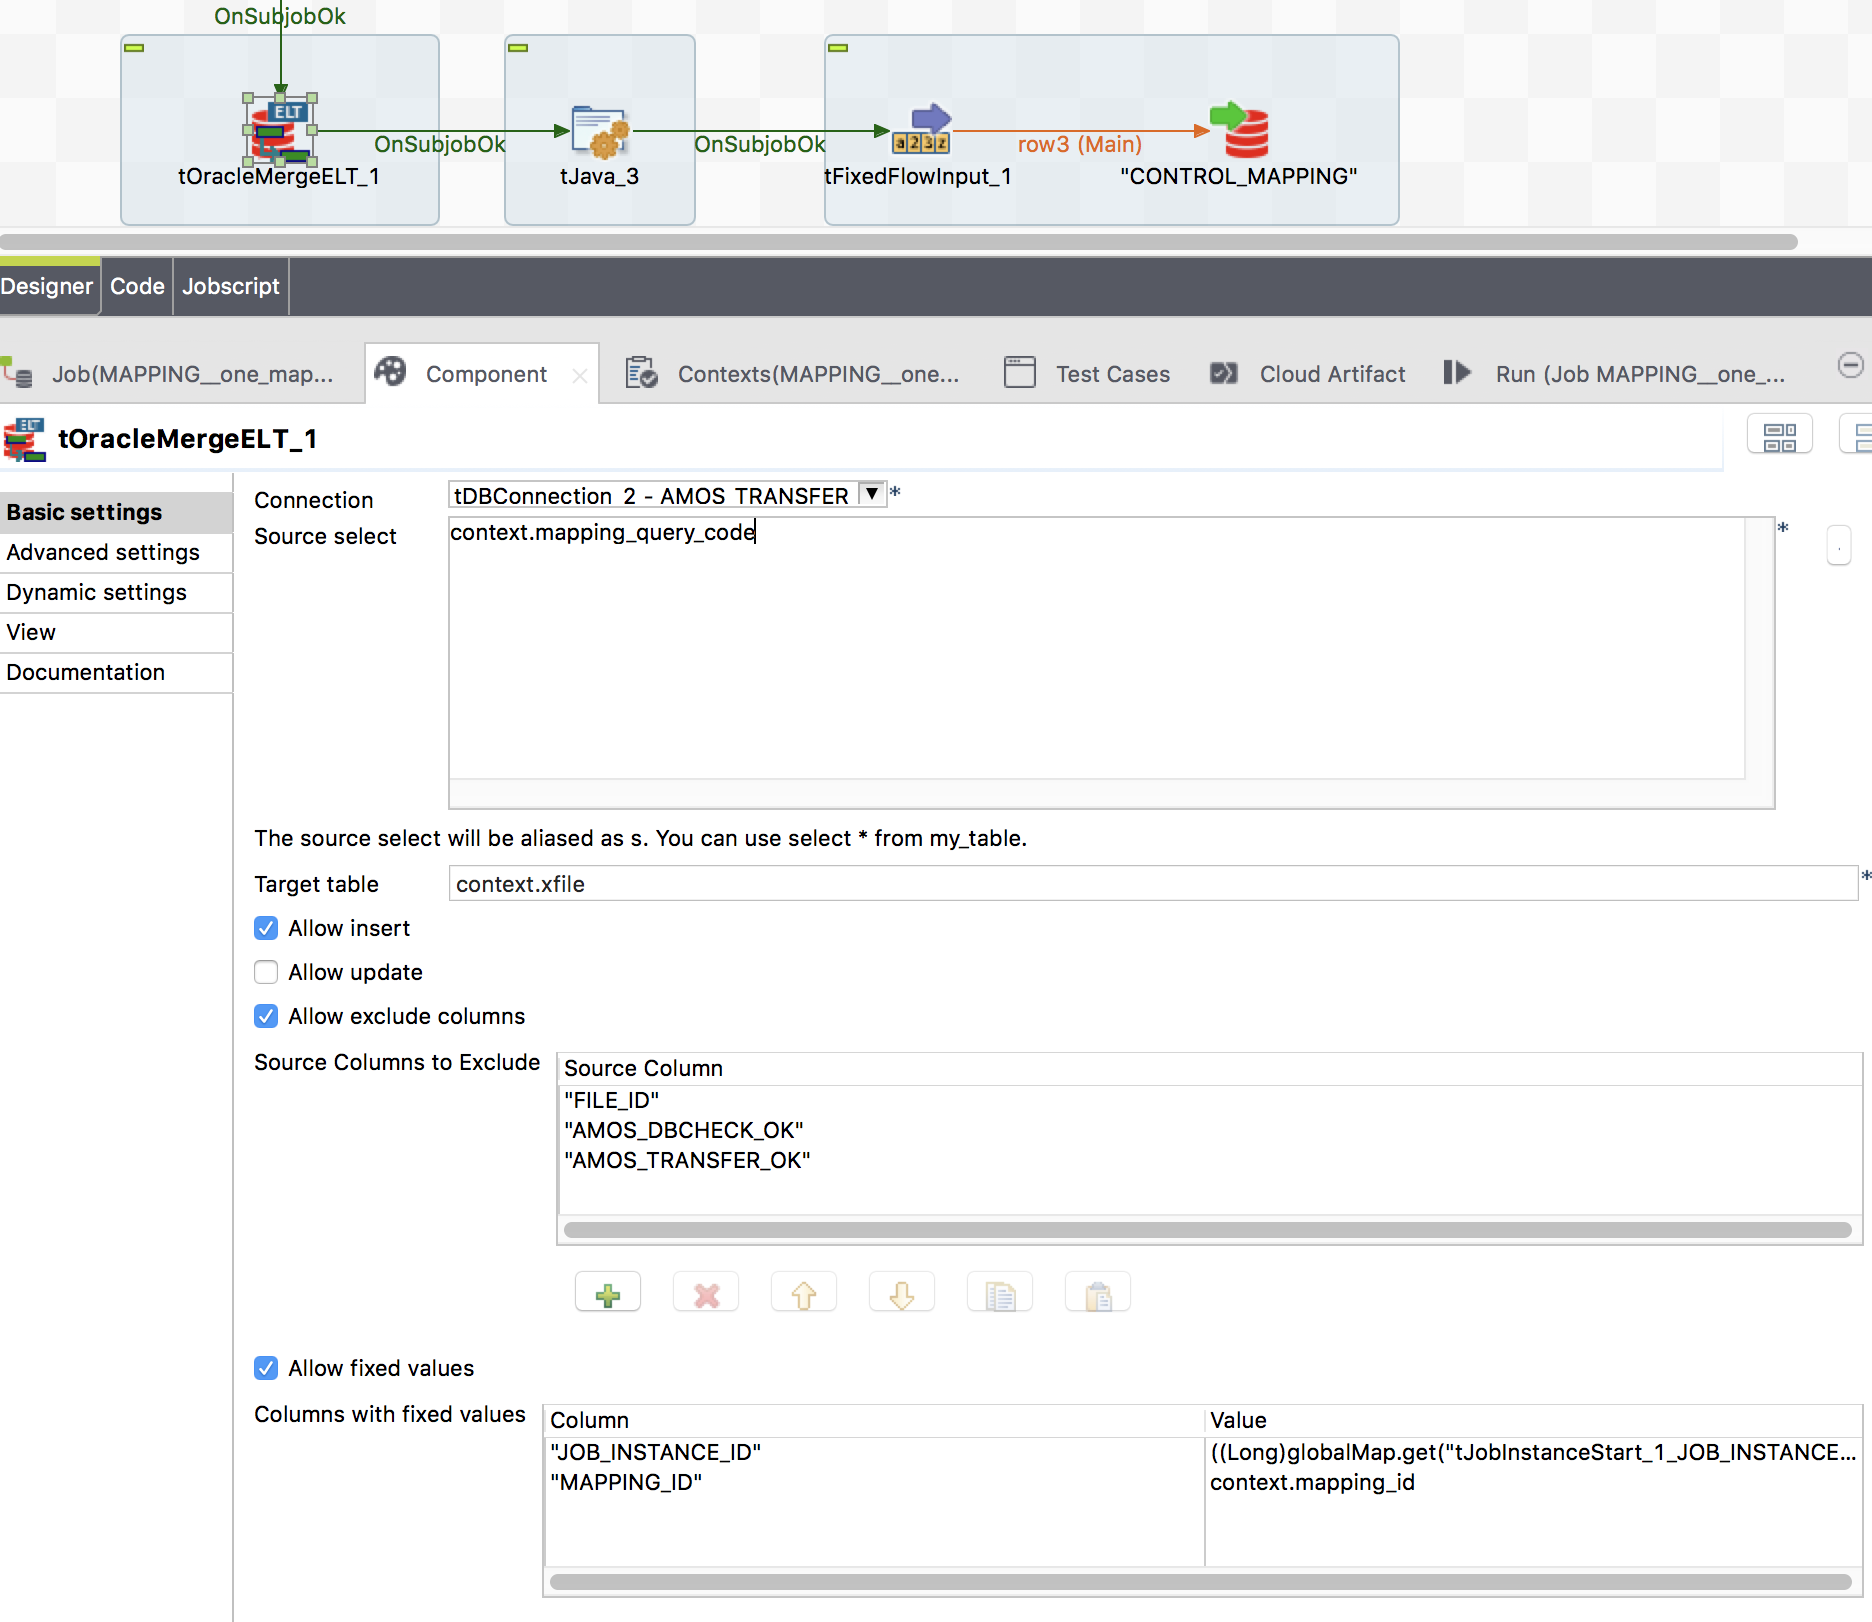 OnSubjobOk
ELT
OnSubjobOk
OnSubjobOk
a23z
row3 (Main)
tOracleMergeELT_1
tJava_3
tFixedFlowInput_1
"CONTROL_MAPPING"
Designer
Code
Jobscript
Job(MAPPING__one_map...
Component
Contexts(MAPPING__one...
Test Cases
Cloud Artifact
Run (Job MAPPING__one_...
ELT
tOracleMergeELT_1
Basic settings
Advanced settings
Dynamic settings
View
Documentation
Connection
tDBConnection_2 - AMOS_TRANSFER
*
Source select
context.mapping_query_code
*
The source select will be aliased as s. You can use select * from my_table.
Target table
context.xfile
*
Allow insert
Allow update
Allow exclude columns
Source Columns to Exclude
Source Column
"FILE_ID"
"AMOS_DBCHECK_OK"
"AMOS_TRANSFER_OK"
Allow fixed values
Columns with fixed values
Column
Value
"JOB_INSTANCE_ID"
((Long)globalMap.get("tJobInstanceStart_1_JOB_INSTANCE...
"MAPPING_ID"
context.mapping_id